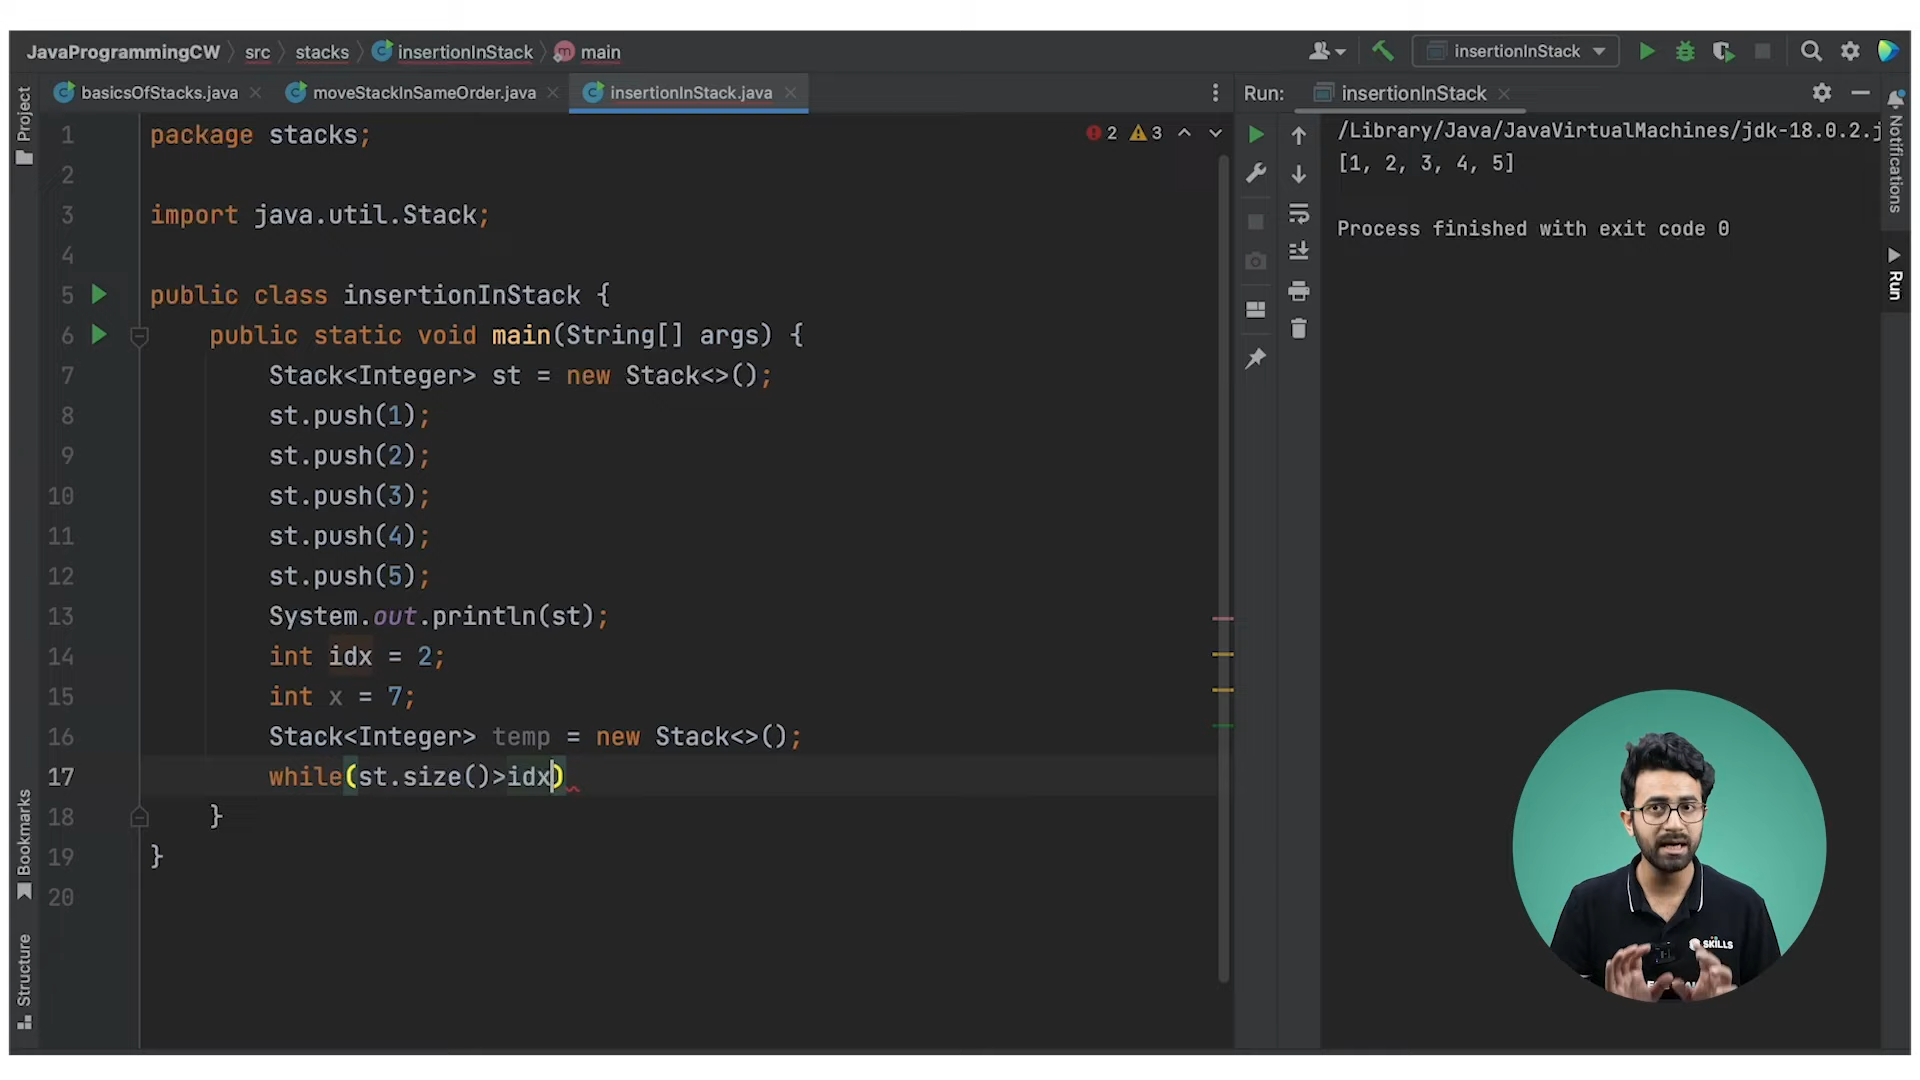 JavaProgrammingCW src stacks insertionInStack main
insertionInStack
Project
basicsOfStacks.java
moveStackInSameOrder.java
insertionInStack.java
Run: insertionInStack
Notifications
Run
2 3
1 package stacks;
2
3 import java.util.Stack;
4
5 public class insertionInStack {
6 public static void main(String[] args) {
7 Stack<Integer> st = new Stack<>();
8 st.push(1);
9 st.push(2);
10 st.push(3);
11 st.push(4);
12 st.push(5);
13 System.out.println(st);
14 int idx = 2;
15 int x = 7;
16 Stack<Integer> temp = new Stack<>();
17 while(st.size()>idx)
18 }
19 }
20
/Library/Java/JavaVirtualMachines/jdk-18.0.2.j
[1, 2, 3, 4, 5]
Process finished with exit code 0
Bookmarks
Structure
SKILLS